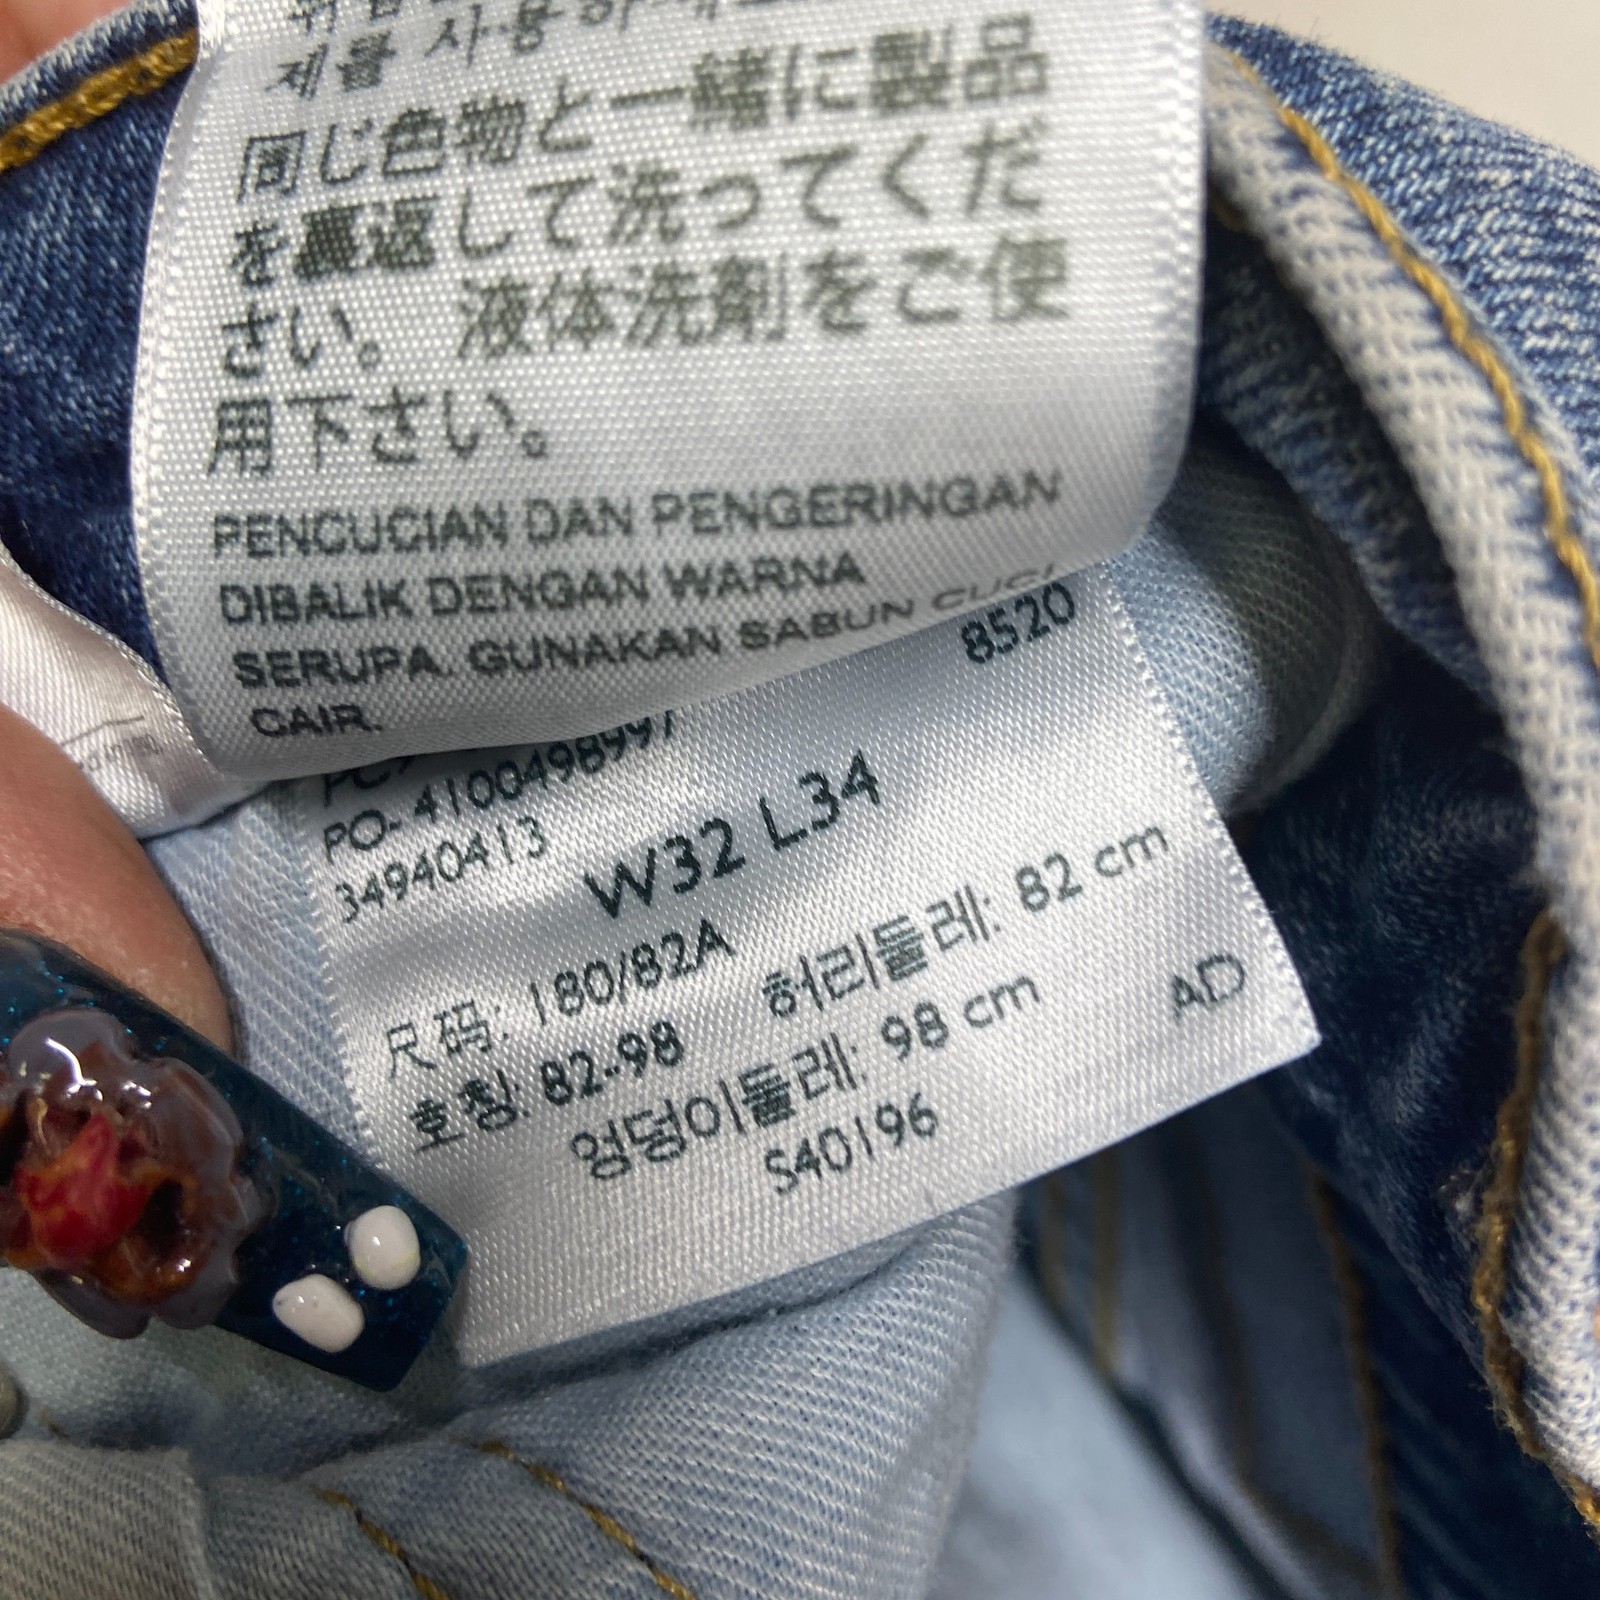 제품 사용하세요
同じ色物と一緒に製品
を裏返して洗ってくだ
さい。 液体洗剤をご使
用下さい。
PENCUCIAN DAN PENGERINGAN
DIBALIK DENGAN WARNA
SERUPA. GUNAKAN SABUN CUCI
CAIR.
8520
PO- 4100498997
34940413
W32 L34
尺码: 180/82A
호칭: 82-98 허리둘레: 82 cm
엉덩이둘레: 98 cm AD
S40196